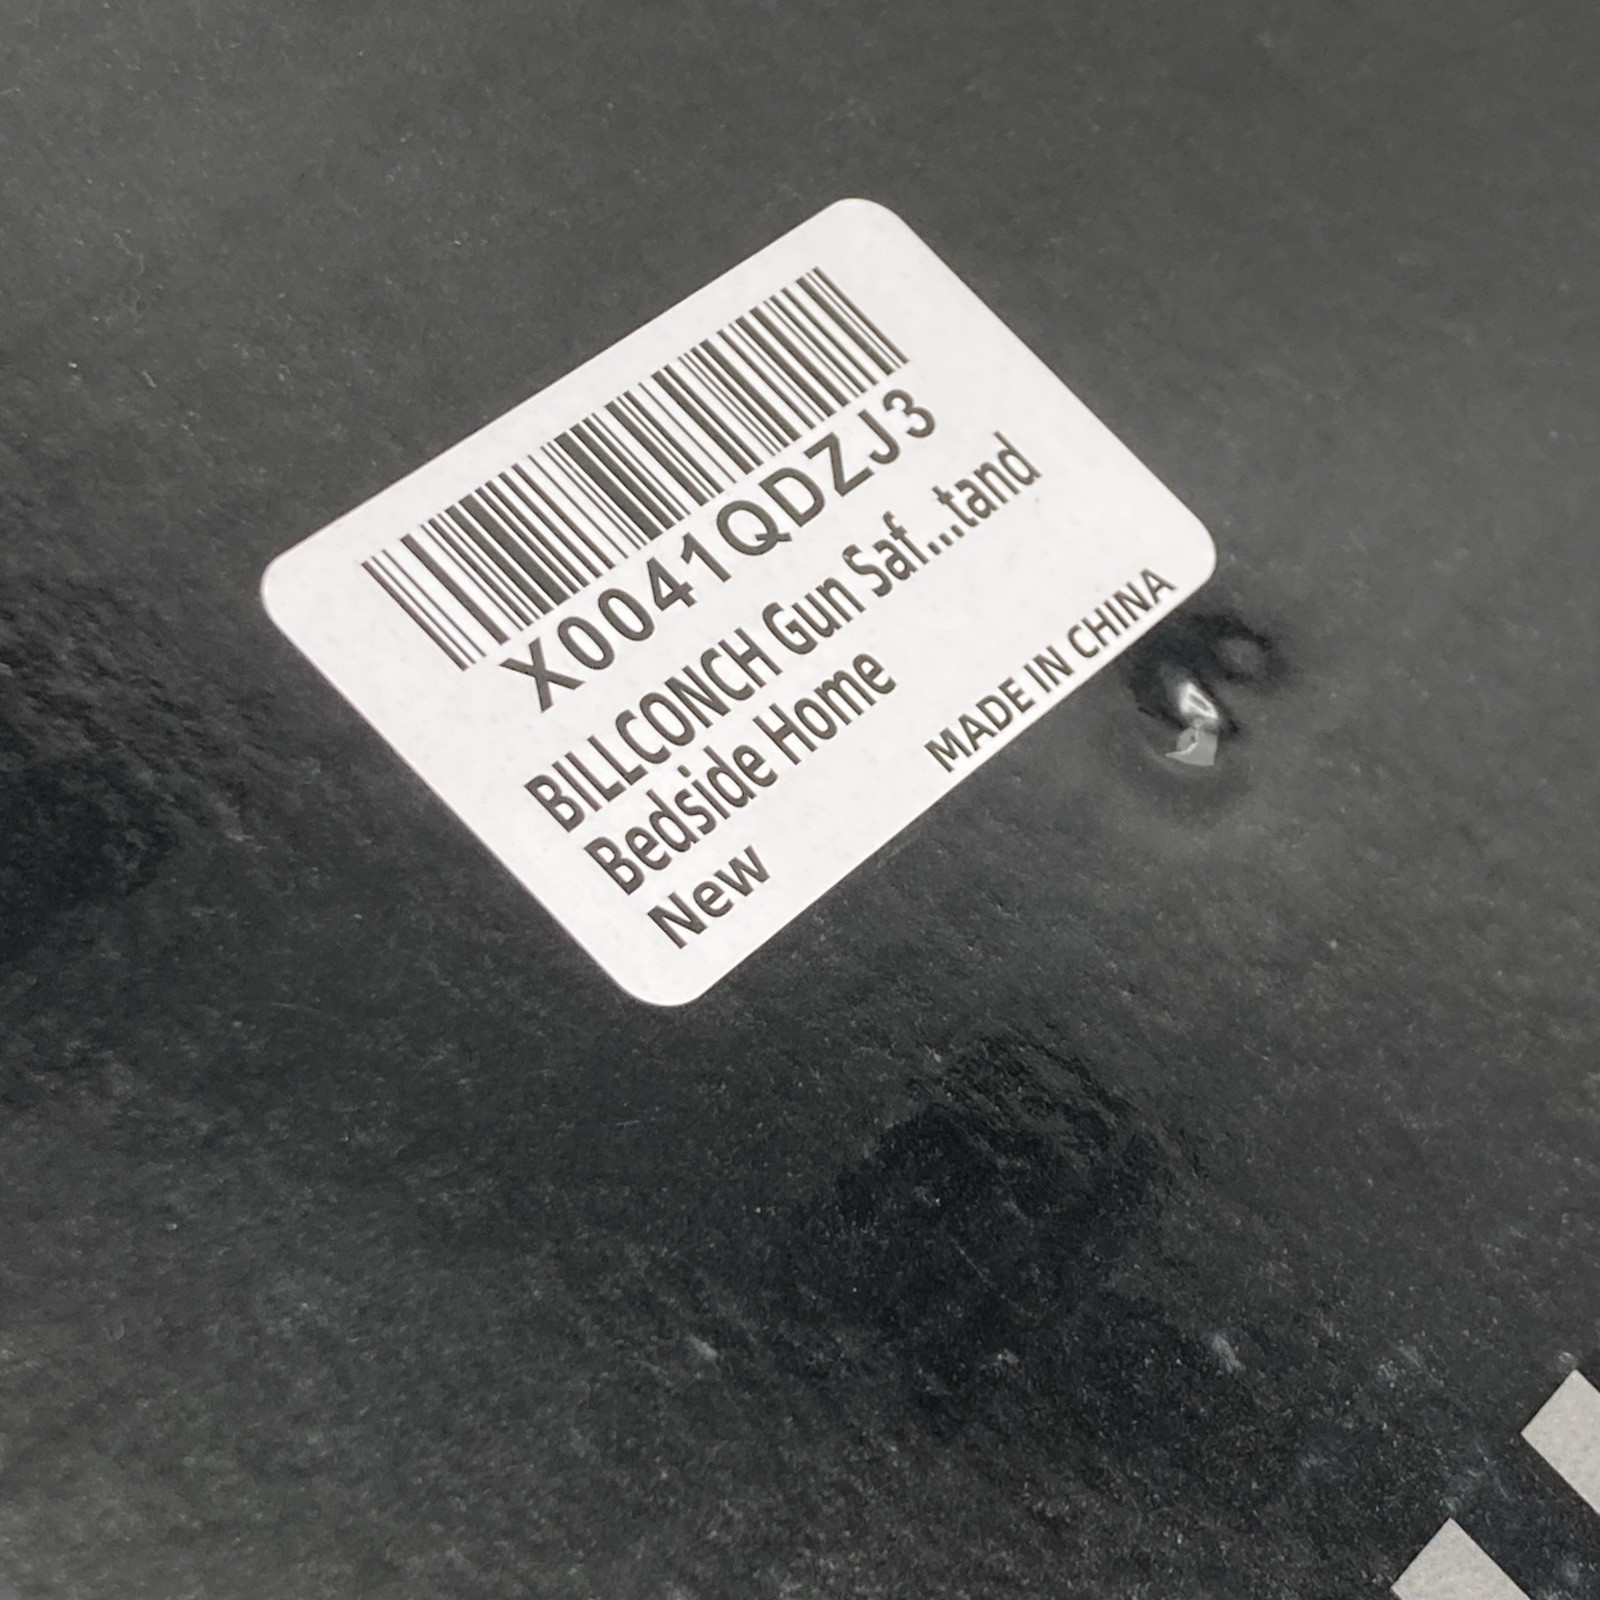 X0041QDZJ3
BILLCONCH Gun Saf...tand
Bedside Home
New
MADE IN CHINA